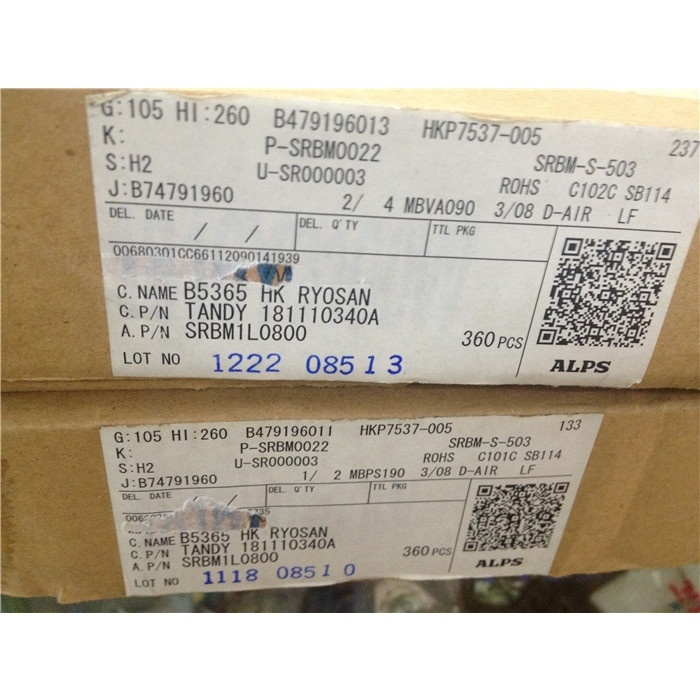 G:105 HI:260 B479196013 HKP7537-005 237
K: P-SRBM0022 SRBM-S-503
S:H2 U-SR000003 ROHS C102C SB114
J:B74791960 2/ 4 MBVA090 3/08 D-AIR LF
DEL. DATE / / DEL. Q'TY TTL PKG
00680301CC66112090141939
C. NAME B5365 HK RYOSAN
C. P/N TANDY 181110340A
A. P/N SRBM1L0800 360 PCS
LOT NO 1222 08513 ALPS
G:105 HI:260 B479196011 HKP7537-005 133
K: P-SRBM0022 SRBM-S-503
S:H2 U-SR000003 ROHS C101C SB114
J:B74791960 1/ 2 MBPS190 3/08 D-AIR LF
DEL. DATE / / DEL. Q'TY TTL PKG
C. NAME B5365 HK RYOSAN
C. P/N TANDY 181110340A
A. P/N SRBM1L0800 360 PCS
LOT NO 1118 08510 ALPS